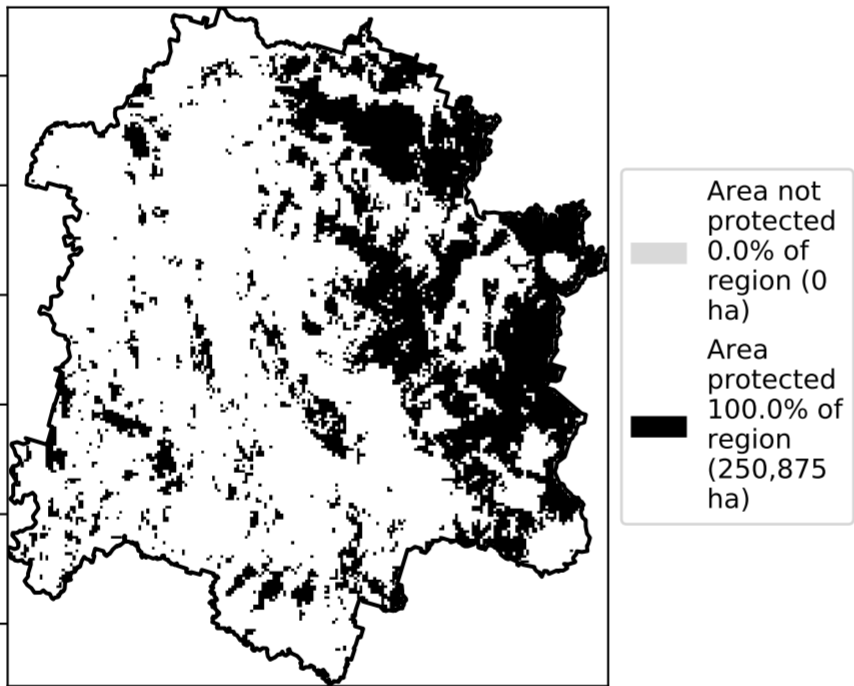 Area not
protected
0.0% of
region (0
ha)
Area
protected
100.0% of
region
(250,875
ha)